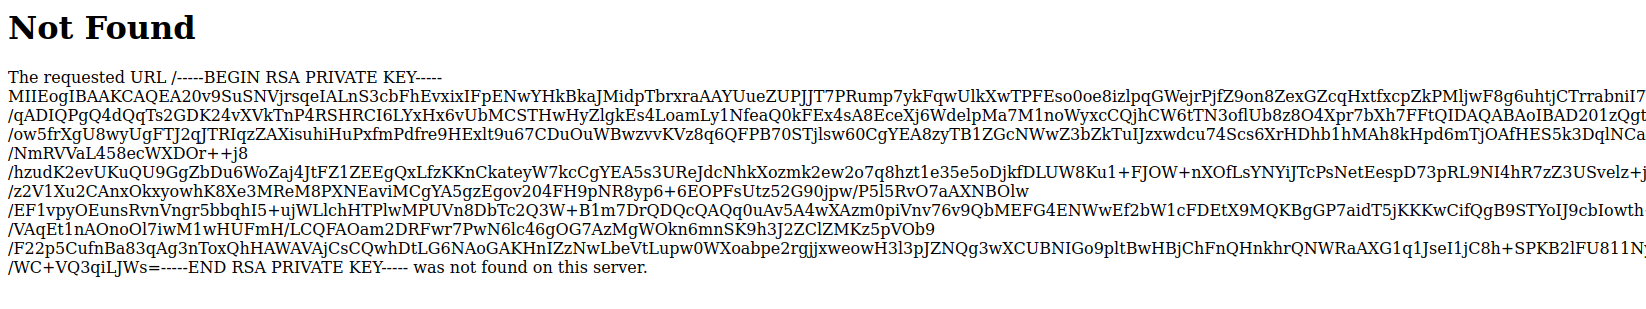 Not Found
The requested URL /-----BEGIN RSA PRIVATE KEY-----
MIIEogIBAAKCAQEA20v9SuSNVjrsqeIALnS3cbFhEvxixIFpENwYHkBkaJMidpTbrxraAAYUueZUPJJT7PRump7ykFqwUlkXwTPFEso0oe8izlpqGWejrPjfZ9on8ZexGZcqHxtfxcpZkPMljwF8g6uhtjCTrrabniI7
/qADIQPgQ4dQqTs2GDK24vXVkTnP4RSHRCI6LYxHx6vUbMCSTHwHyZlgkEs4LoamLy1NfeaQ0kFEx4sA8EceXj6WdelpMa7M1noWyxcCQjhCW6tTN3oflUb8z8O4Xpr7bXh7FFtQIDAQABAoIBAD201zQgt
/ow5frXgU8wyUgFTJ2qJTRIqzZAXisuhiHuPxfmPdfre9HExlt9u67CDuOuWBwzvvKVz8q6QFPB70STjlsw60CgYEA8zyTB1ZGcNWwZ3bZkTuIJzxwdcu74Scs6XrHDhb1hMAh8kHpd6mTjOAfHES5k3DqlNCa
/NmRVVaL458ecWXDOr++j8
/hzudK2evUKuQU9GgZbDu6WoZaj4JtFZ1ZEEgQxLfzKKnCkateyW7kcCgYEA5s3UReJdcNhkXozmk2ew2o7q8hzt1e35e5oDjkfDLUW8Ku1+FJOW+nXOfLsYNYiJTcPsNetEespD73pRL9NI4hR7zZ3USvelz+j
/z2V1Xu2CAnxOkxyowhK8Xe3MReM8PXNEaviMCgYA5gzEgov204FH9pNR8yp6+6EOPFsUtz52G90jpw/P5l5RvO7aAXNBOlw
/EF1vpyOEunsRvnVngr5bbqhI5+ujWLlchHTPlwMPUVn8DbTc2Q3W+B1m7DrQDQcQAQq0uAv5A4wXAzm0piVnv76v9QbMEFG4ENWwEf2bW1cFDEtX9MQKBgGP7aidT5jKKKwCifQgB9STYoIJ9cbIowth
/VAqEt1nAOnoOl7iwM1wHUFmH/LCQFAOam2DRFwr7PwN6lc46gOG7AzMgWOkn6mnSK9h3J2ZClZMKz5pVOb9
/F22p5CufnBa83qAg3nToxQhHAWAVAjCsCQwhDtLG6NAoGAKHnIZzNwLbeVtLupw0WXoabpe2rgjjxweowH3l3pJZNQg3wXCUBNIGo9pltBwHBjChFnQHnkhrQNWRaAXG1q1JseI1jC8h+SPKB2lFU811Ny
/WC+VQ3qiLJWs=-----END RSA PRIVATE KEY----- was not found on this server.